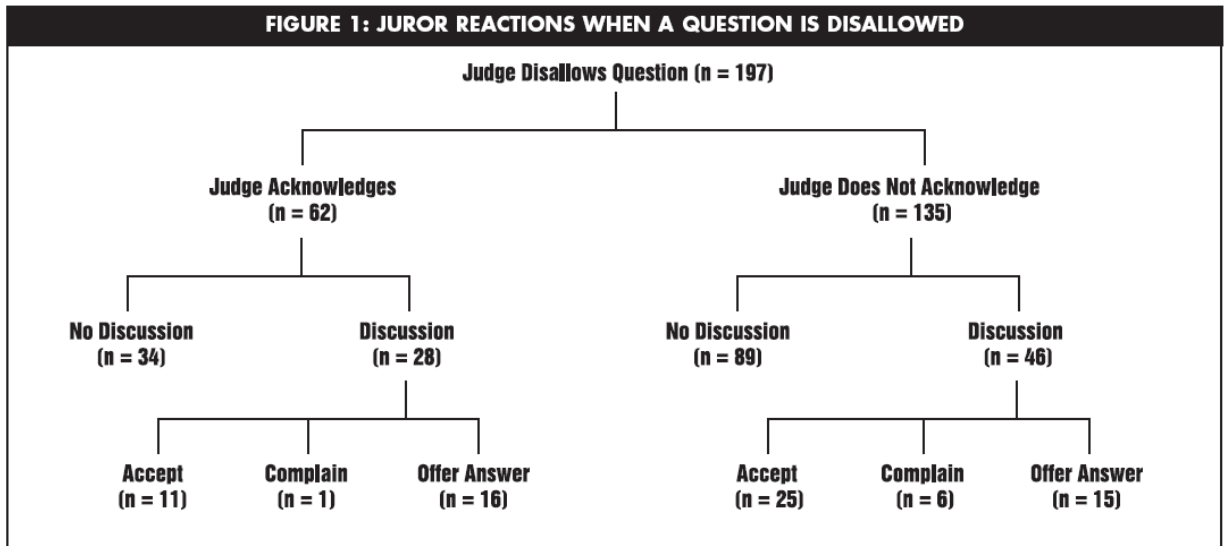 FIGURE 1: JUROR REACTIONS WHEN A QUESTION IS DISALLOWED
Judge Disallows Question (n = 197)
Judge Acknowledges
(n = 62)
Judge Does Not Acknowledge
(n = 135)
No Discussion
(n = 34)
Discussion
(n = 28)
No Discussion
(n = 89)
Discussion
(n = 46)
Accept
(n = 11)
Complain
(n = 1)
Offer Answer
(n = 16)
Accept
(n = 25)
Complain
(n = 6)
Offer Answer
(n = 15)